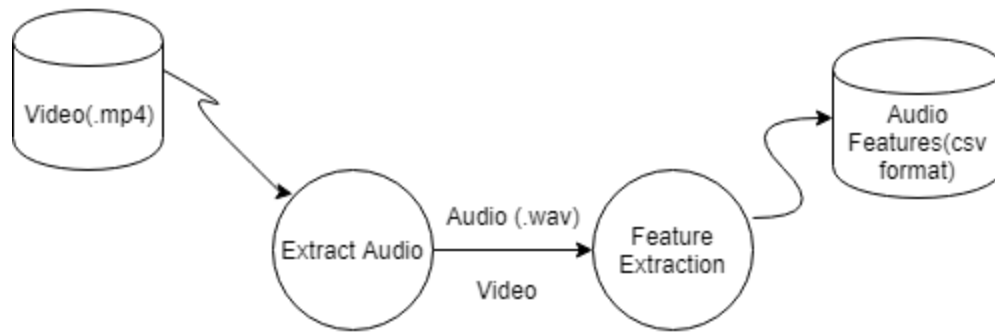 Video(.mp4)
Extract Audio
Audio (.wav)
Video
Feature
Extraction
Audio
Features(csv
format)